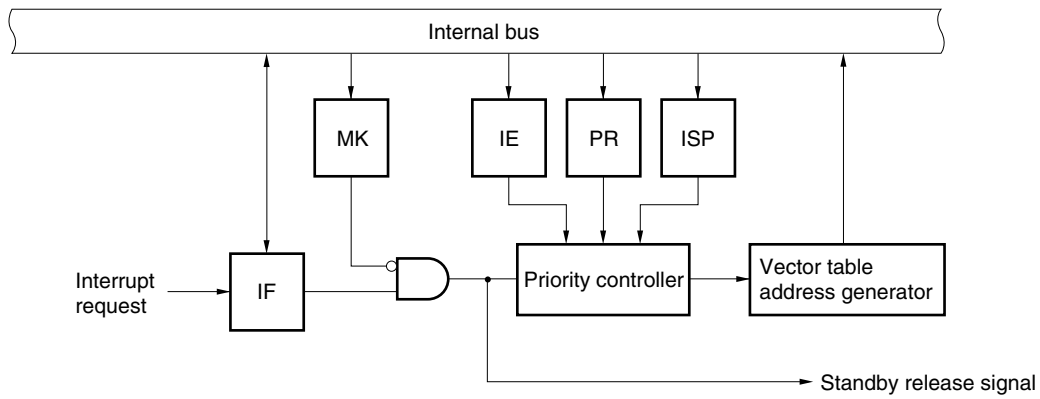 Internal bus
MK
IE
PR
ISP
Interrupt
request
IF
Priority controller
Vector table
address generator
Standby release signal